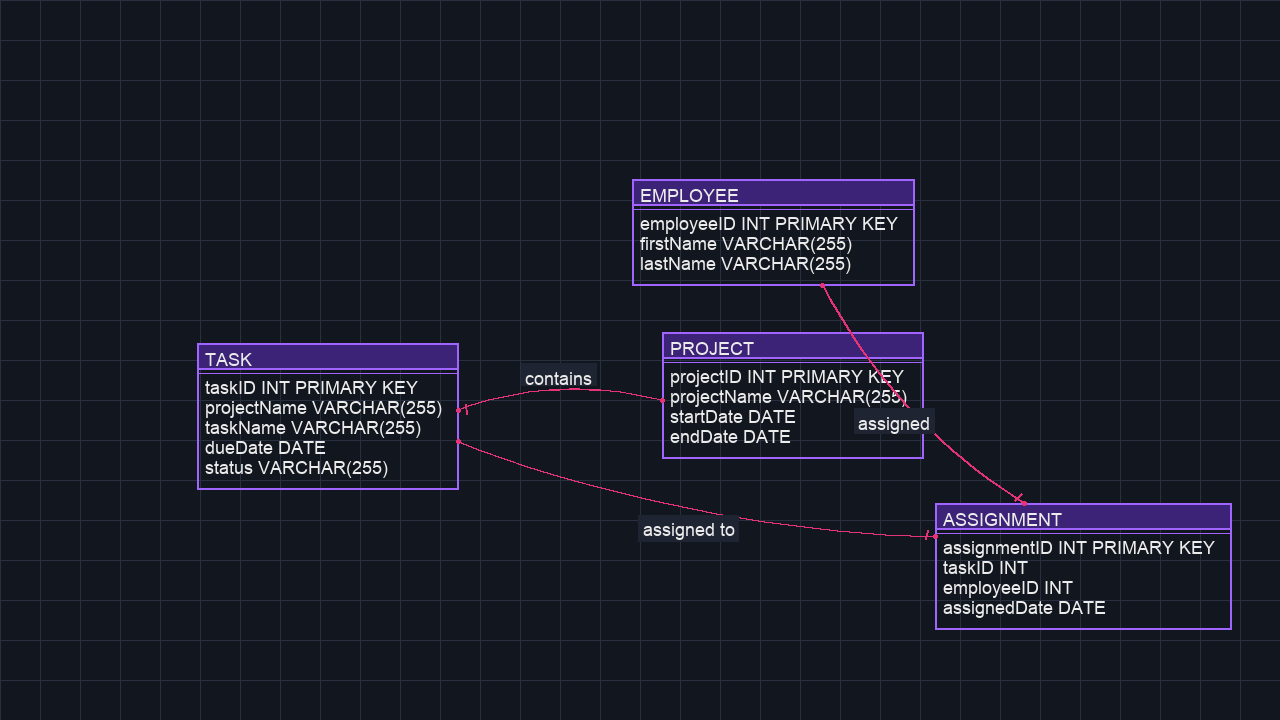 EMPLOYEE
employeeID INT PRIMARY KEY
firstName VARCHAR(255)
lastName VARCHAR(255)
TASK
taskID INT PRIMARY KEY
projectName VARCHAR(255)
taskName VARCHAR(255)
dueDate DATE
status VARCHAR(255)
contains
PROJECT
projectID INT PRIMARY KEY
projectName VARCHAR(255)
startDate DATE
endDate DATE
assigned
assigned to
ASSIGNMENT
assignmentID INT PRIMARY KEY
taskID INT
employeeID INT
assignedDate DATE